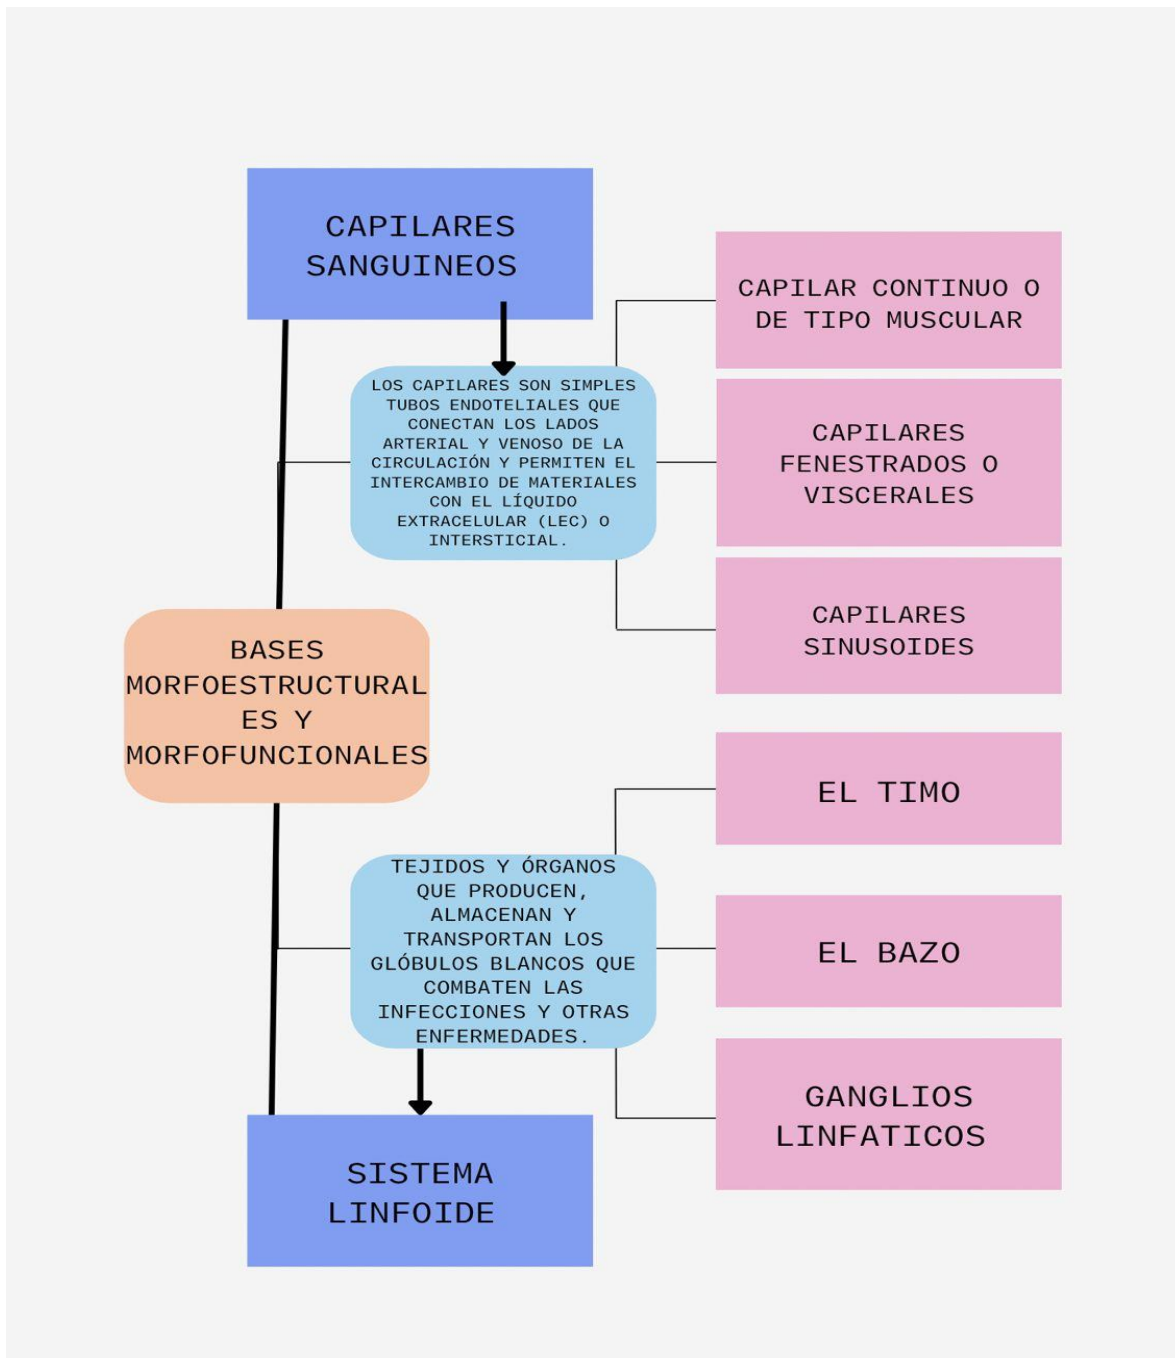 CAPILARES
SANGUINEOS
CAPILAR CONTINUO O
DE TIPO MUSCULAR
LOS CAPILARES SON SIMPLES
TUBOS ENDOTELIALES QUE
CONECTAN LOS LADOS
ARTERIAL Y VENOSO DE LA
CIRCULACIÓN Y PERMITEN EL
INTERCAMBIO DE MATERIALES
CON EL LÍQUIDO
EXTRACELULAR (LEC) O
INTERSTICIAL.
CAPILARES
FENESTRADOS O
VISCERALES
CAPILARES
SINUSOIDES
BASES
MORFOESTRUCTURAL
ES Y
MORFOFUNCIONALES
EL TIMO
TEJIDOS Y ÓRGANOS
QUE PRODUCEN,
ALMACENAN Y
TRANSPORTAN LOS
GLÓBULOS BLANCOS QUE
COMBATEN LAS
INFECCIONES Y OTRAS
ENFERMEDADES.
EL BAZO
GANGLIOS
LINFATICOS
SISTEMA
LINFOIDE